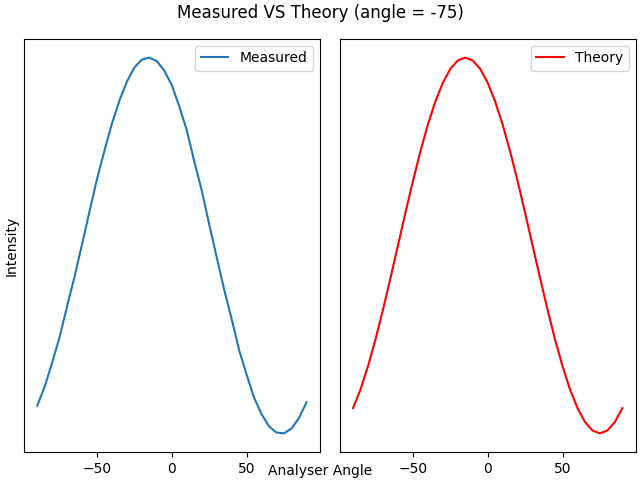 Measured VS Theory (angle = -75)
Measured
Theory
Intensity
−50 0 50
−50 0 50
Analyser Angle